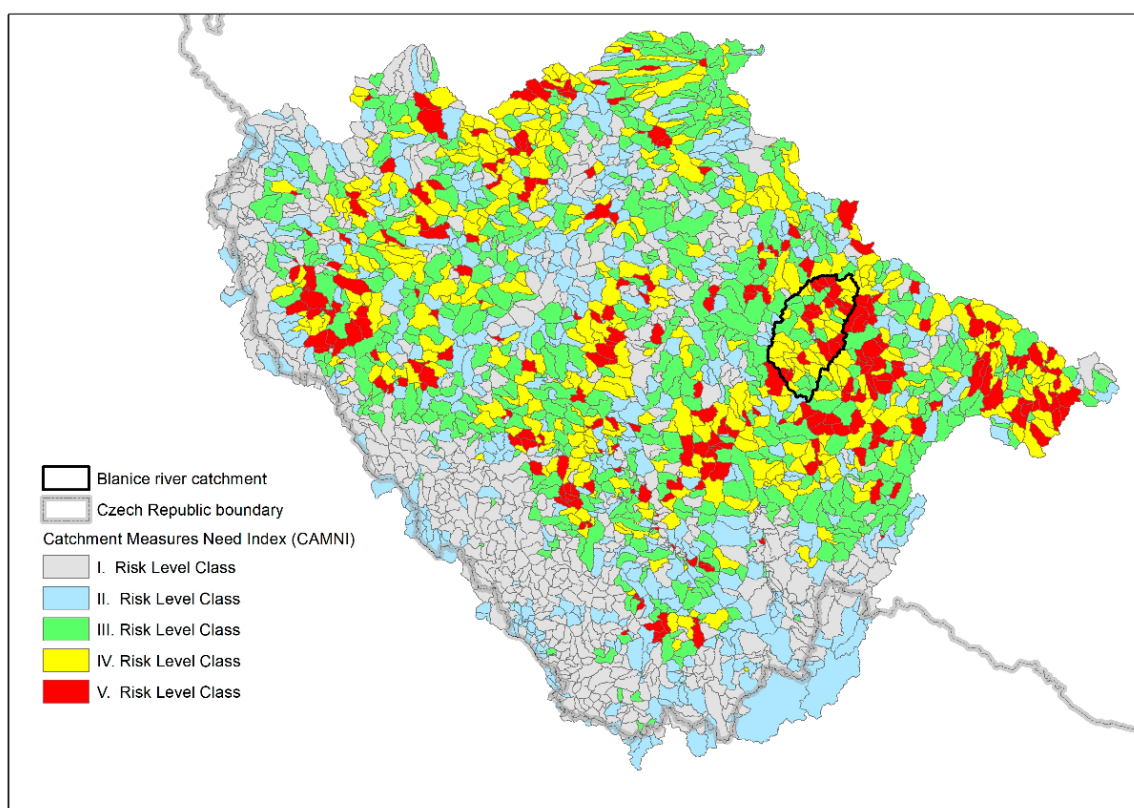 Blanice river catchment
Czech Republic boundary
Catchment Measures Need Index (CAMNI)
I. Risk Level Class
II. Risk Level Class
III. Risk Level Class
IV. Risk Level Class
V. Risk Level Class